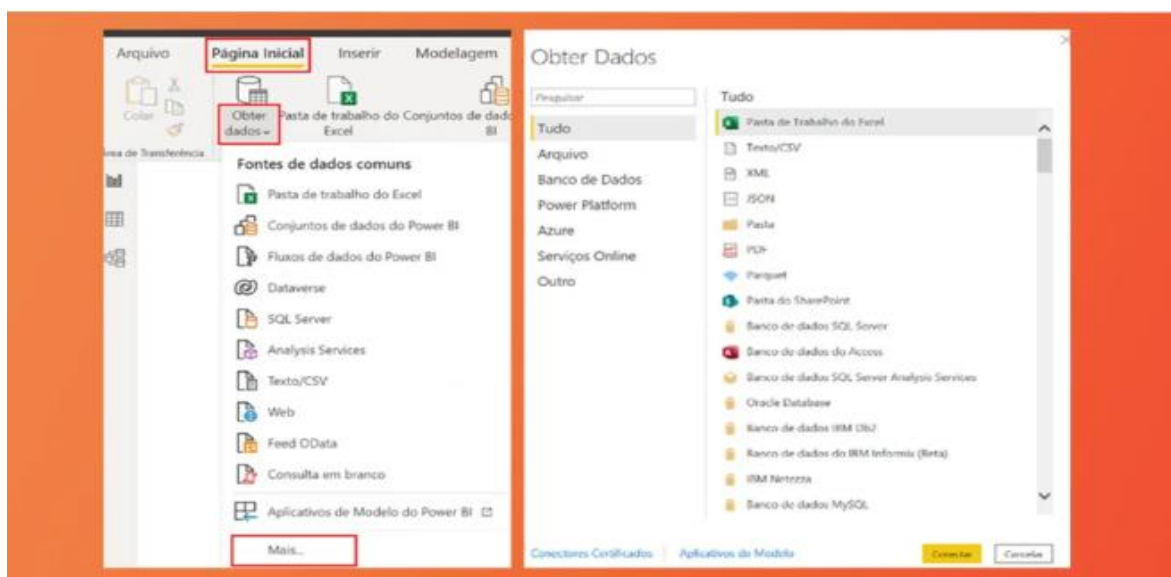 Arquivo Página Inicial Inserir Modelagem
Colar
Obter dados
Pasta de trabalho do Excel
Conjuntos de dad
BI
Área de Transferência
Fontes de dados comuns
Pasta de trabalho do Excel
Conjuntos de dados do Power BI
Fluxos de dados do Power BI
Dataverse
SQL Server
Analysis Services
Texto/CSV
Web
Feed OData
Consulta em branco
Aplicativos de Modelo do Power BI
Mais...
Obter Dados
Pesquisar
Tudo
Arquivo
Banco de Dados
Power Platform
Azure
Serviços Online
Outro
Tudo
Pasta de Trabalho do Excel
Texto/CSV
XML
JSON
Pasta
PDF
Parquet
Pasta do SharePoint
Banco de dados SQL Server
Banco de dados do Access
Banco de dados SQL Server Analysis Services
Oracle Database
Banco de dados IBM Db2
Banco de dados do IBM Informix (Beta)
IBM Netezza
Banco de dados MySQL
Conectores Certificados Aplicativos de Modelo
Conectar Cancelar